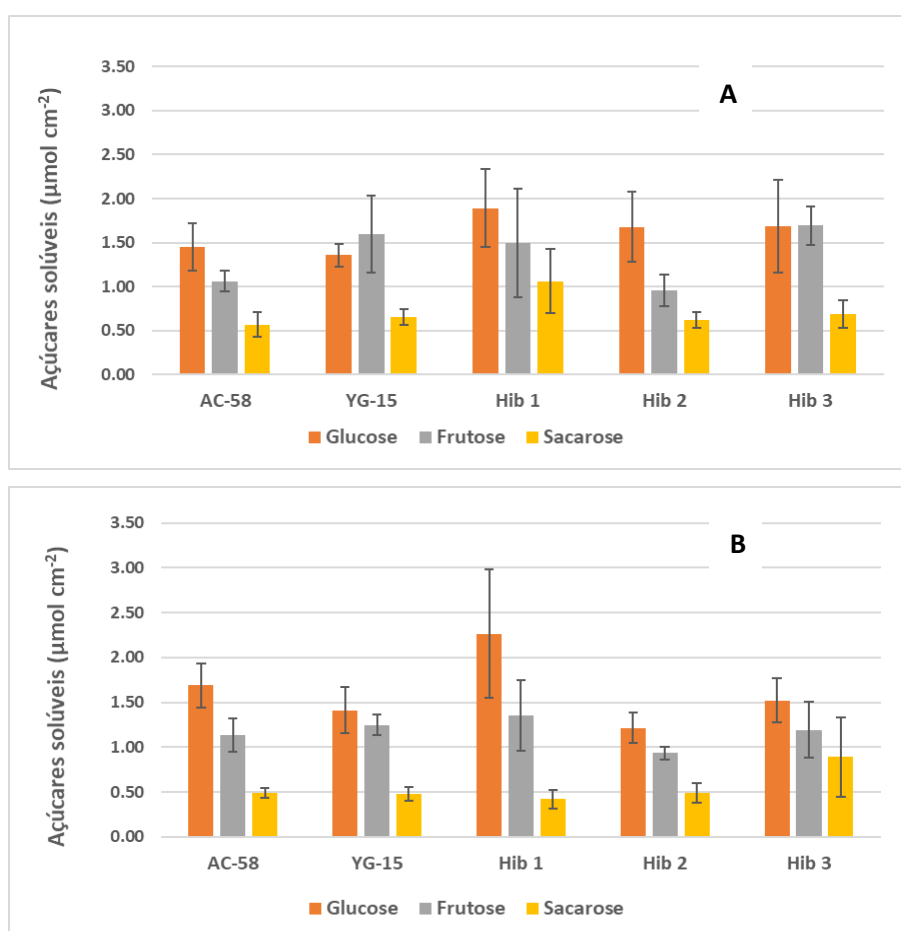 A
Açúcares solúveis (µmol cm-2)
3.50
3.00
2.50
2.00
1.50
1.00
0.50
0.00
AC-58 YG-15 Hib 1 Hib 2 Hib 3
Glucose Frutose Sacarose
B
Açúcares solúveis (µmol cm-2)
3.50
3.00
2.50
2.00
1.50
1.00
0.50
0.00
AC-58 YG-15 Hib 1 Hib 2 Hib 3
Glucose Frutose Sacarose